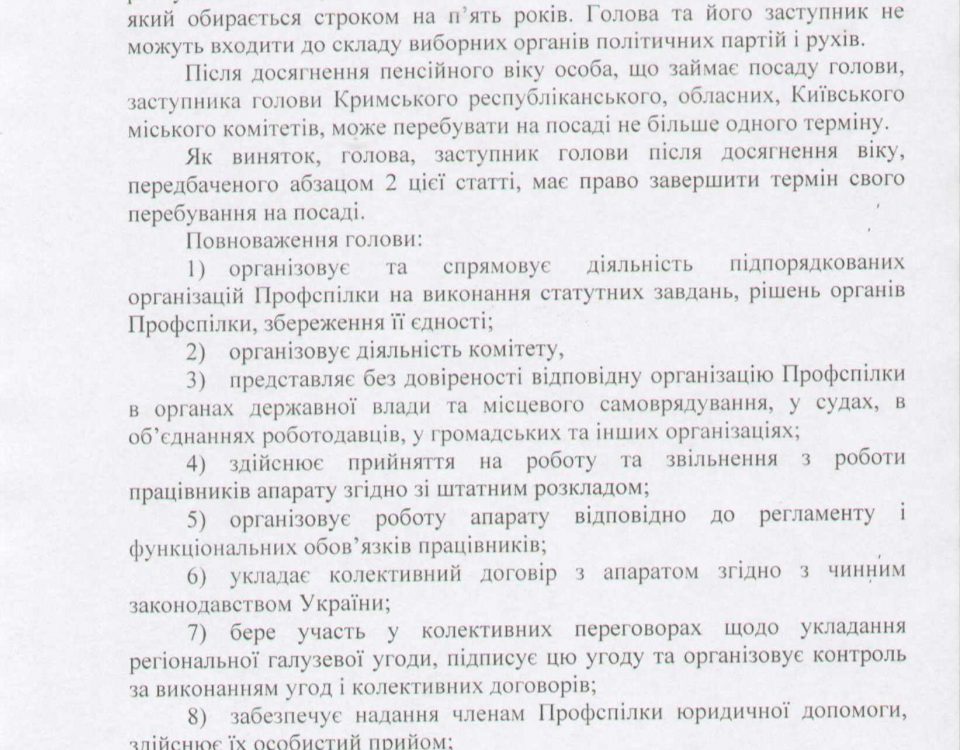 який обирається строком на п’ять років. Голова та його заступник не
можуть входити до складу виборних органів політичних партій і рухів.
Після досягнення пенсійного віку особа, що займає посаду голови,
заступника голови Кримського республіканського, обласних, Київського
міського комітетів, може перебувати на посаді не більше одного терміну.
Як виняток, голова, заступник голови після досягнення віку,
передбаченого абзацом 2 цієї статті, має право завершити термін свого
перебування на посаді.
Повноваження голови:
1) організовує та спрямовує діяльність підпорядкованих
організацій Профспілки на виконання статутних завдань, рішень органів
Профспілки, збереження її єдності;
2) організовує діяльність комітету,
3) представляє без довіреності відповідну організацію Профспілки
в органах державної влади та місцевого самоврядування, у судах, в
об’єднаннях роботодавців, у громадських та інших організаціях;
4) здійснює прийняття на роботу та звільнення з роботи
працівників апарату згідно зі штатним розкладом;
5) організовує роботу апарату відповідно до регламенту і
функціональних обов’язків працівників;
6) укладає колективний договір з апаратом згідно з чинним
законодавством України;
7) бере участь у колективних переговорах щодо укладання
регіональної галузевої угоди, підписує цю угоду та організовує контроль
за виконанням угод і колективних договорів;
8) забезпечує надання членам Профспілки юридичної допомоги,
здійснює їх особистий прийом;